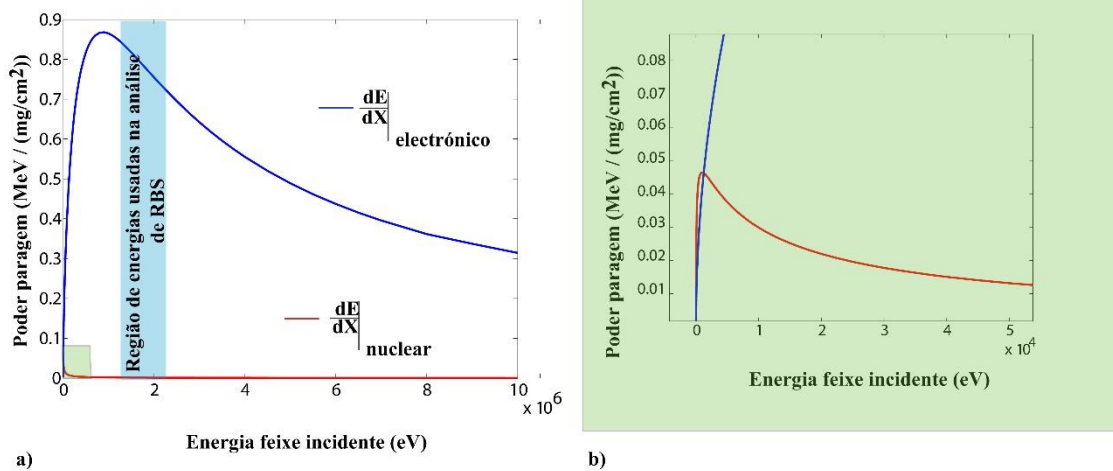 0.9
0.8
0.7
0.6
0.5
0.4
0.3
0.2
0.1
0
Poder paragem (MeV / (mg/cm2))
Região de energias usadas na análise
de RBS
dE
dX
electrónico
dE
dX
nuclear
0 2 4 6 8 10
x 10 6
Energia feixe incidente (eV)
a)
0.08
0.07
0.06
0.05
0.04
0.03
0.02
0.01
Poder paragem (MeV / (mg/cm2))
0 1 2 3 4 5
x 10 4
Energia feixe incidente (eV)
b)